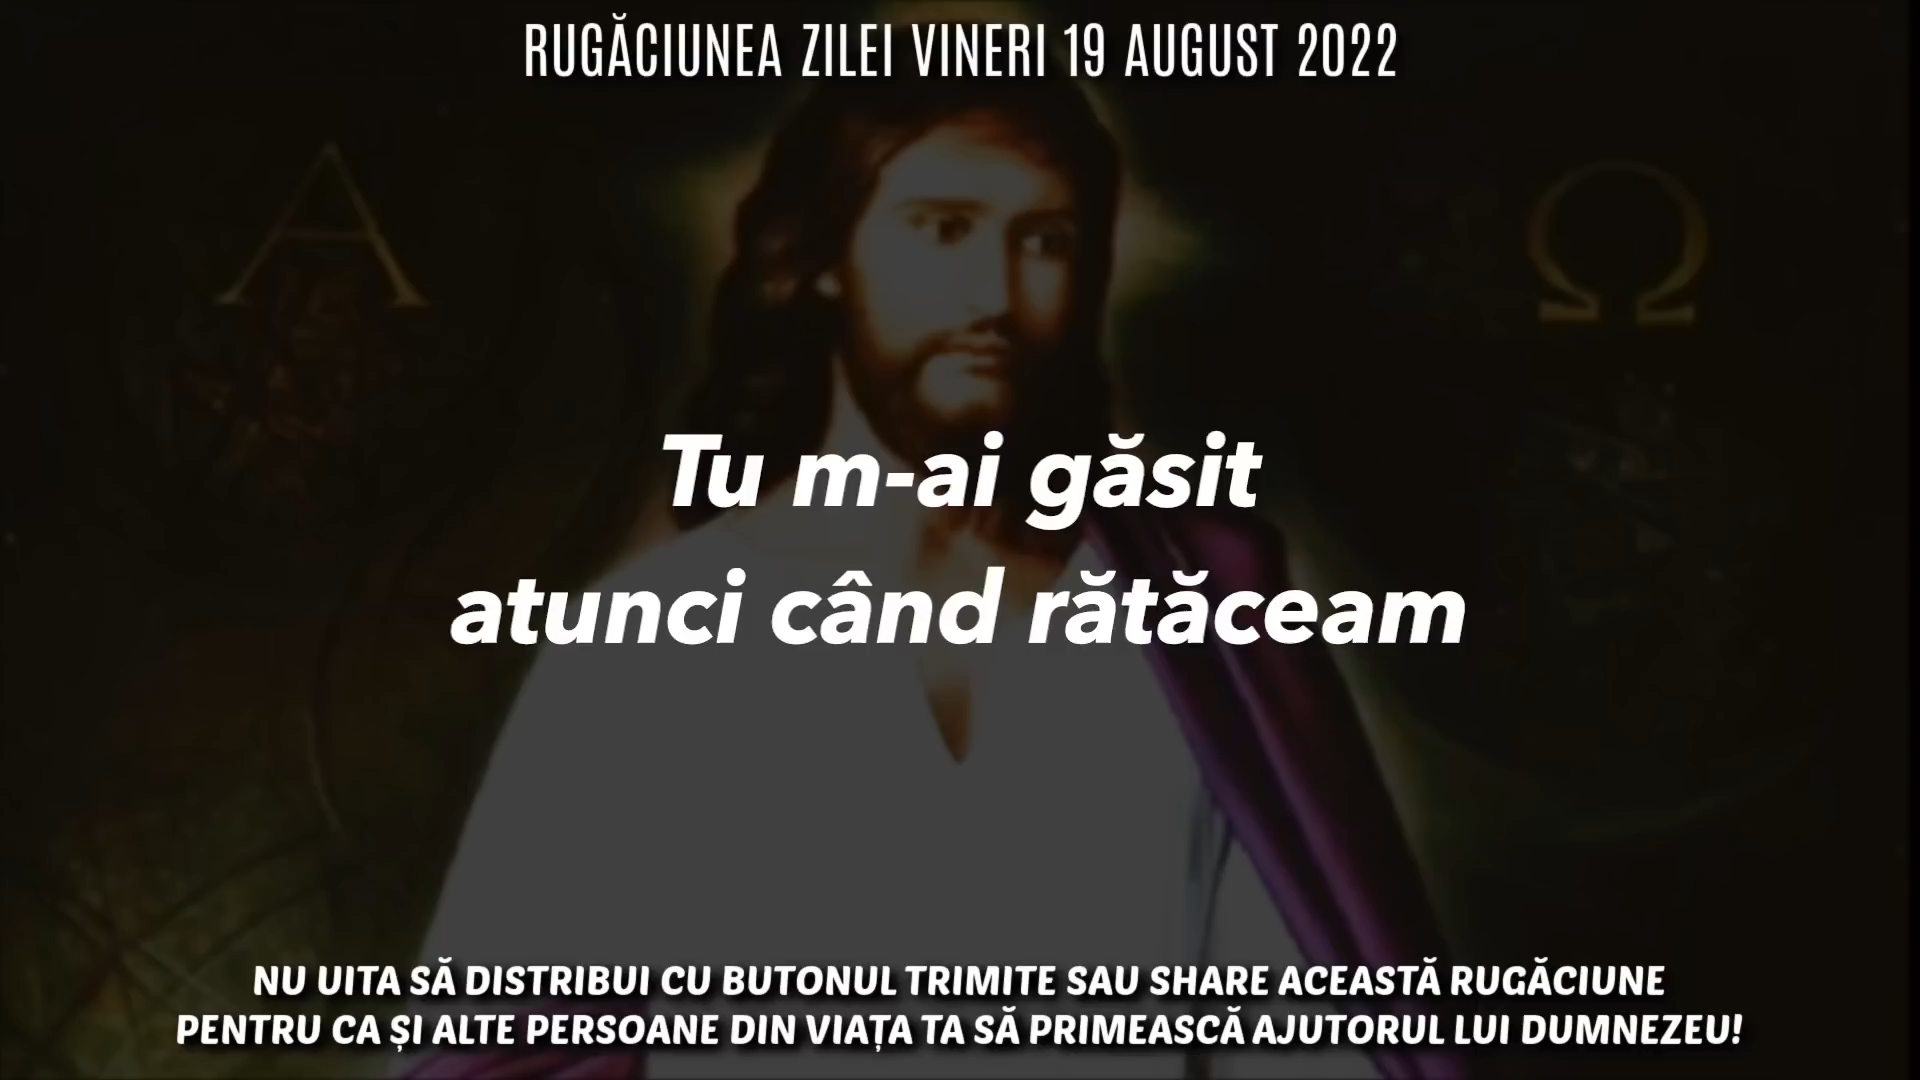 RUGĂCIUNEA ZILEI VINERI 19 AUGUST 2022
Α Ω
Tu m-ai găsit
atunci când rătăceam
NU UITA SĂ DISTRIBUI CU BUTONUL TRIMITE SAU SHARE ACEASTĂ RUGĂCIUNE
PENTRU CA ȘI ALTE PERSOANE DIN VIAȚA TA SĂ PRIMEASCĂ AJUTORUL LUI DUMNEZEU!